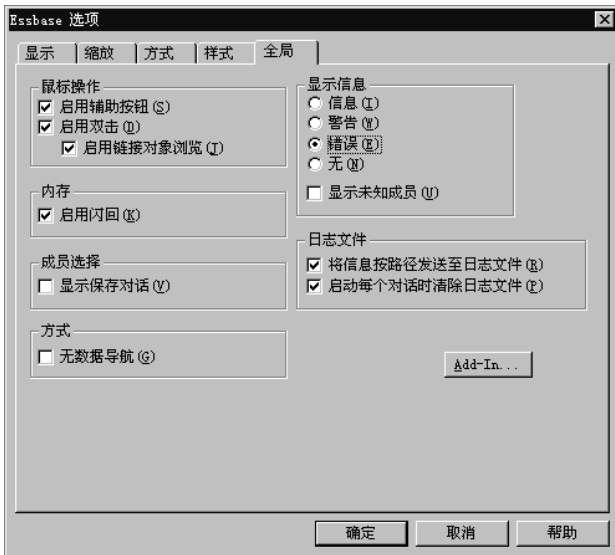 Essbase 选项
显示 缩放 方式 样式 全局
鼠标操作
启用辅助按钮(S)
启用双击(D)
启用链接对象浏览(J)
内存
启用闪回(K)
成员选择
显示保存对话(V)
方式
无数据导航(G)
显示信息
信息(I)
警告(W)
错误(E)
无(N)
显示未知成员(U)
日志文件
将信息按路径发送至日志文件(R)
启动每个对话时清除日志文件(P)
Add-In...
确定 取消 帮助